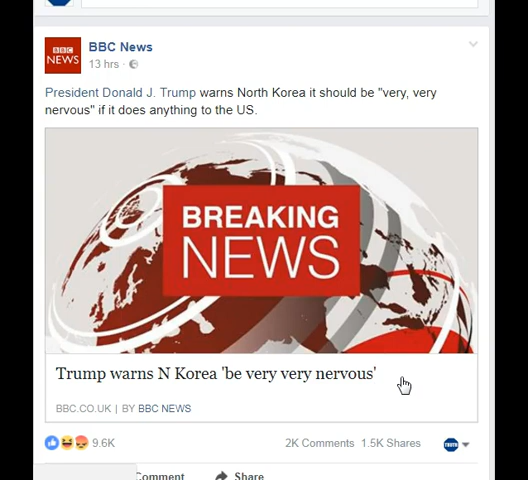 BBC
NEWS
BBC News
13 hrs ·
President Donald J. Trump warns North Korea it should be "very, very
nervous" if it does anything to the US.
BREAKING
NEWS
Trump warns N Korea 'be very very nervous'
BBC.CO.UK | BY BBC NEWS
9.6K
2K Comments 1.5K Shares
TRUTH
Comment
Share